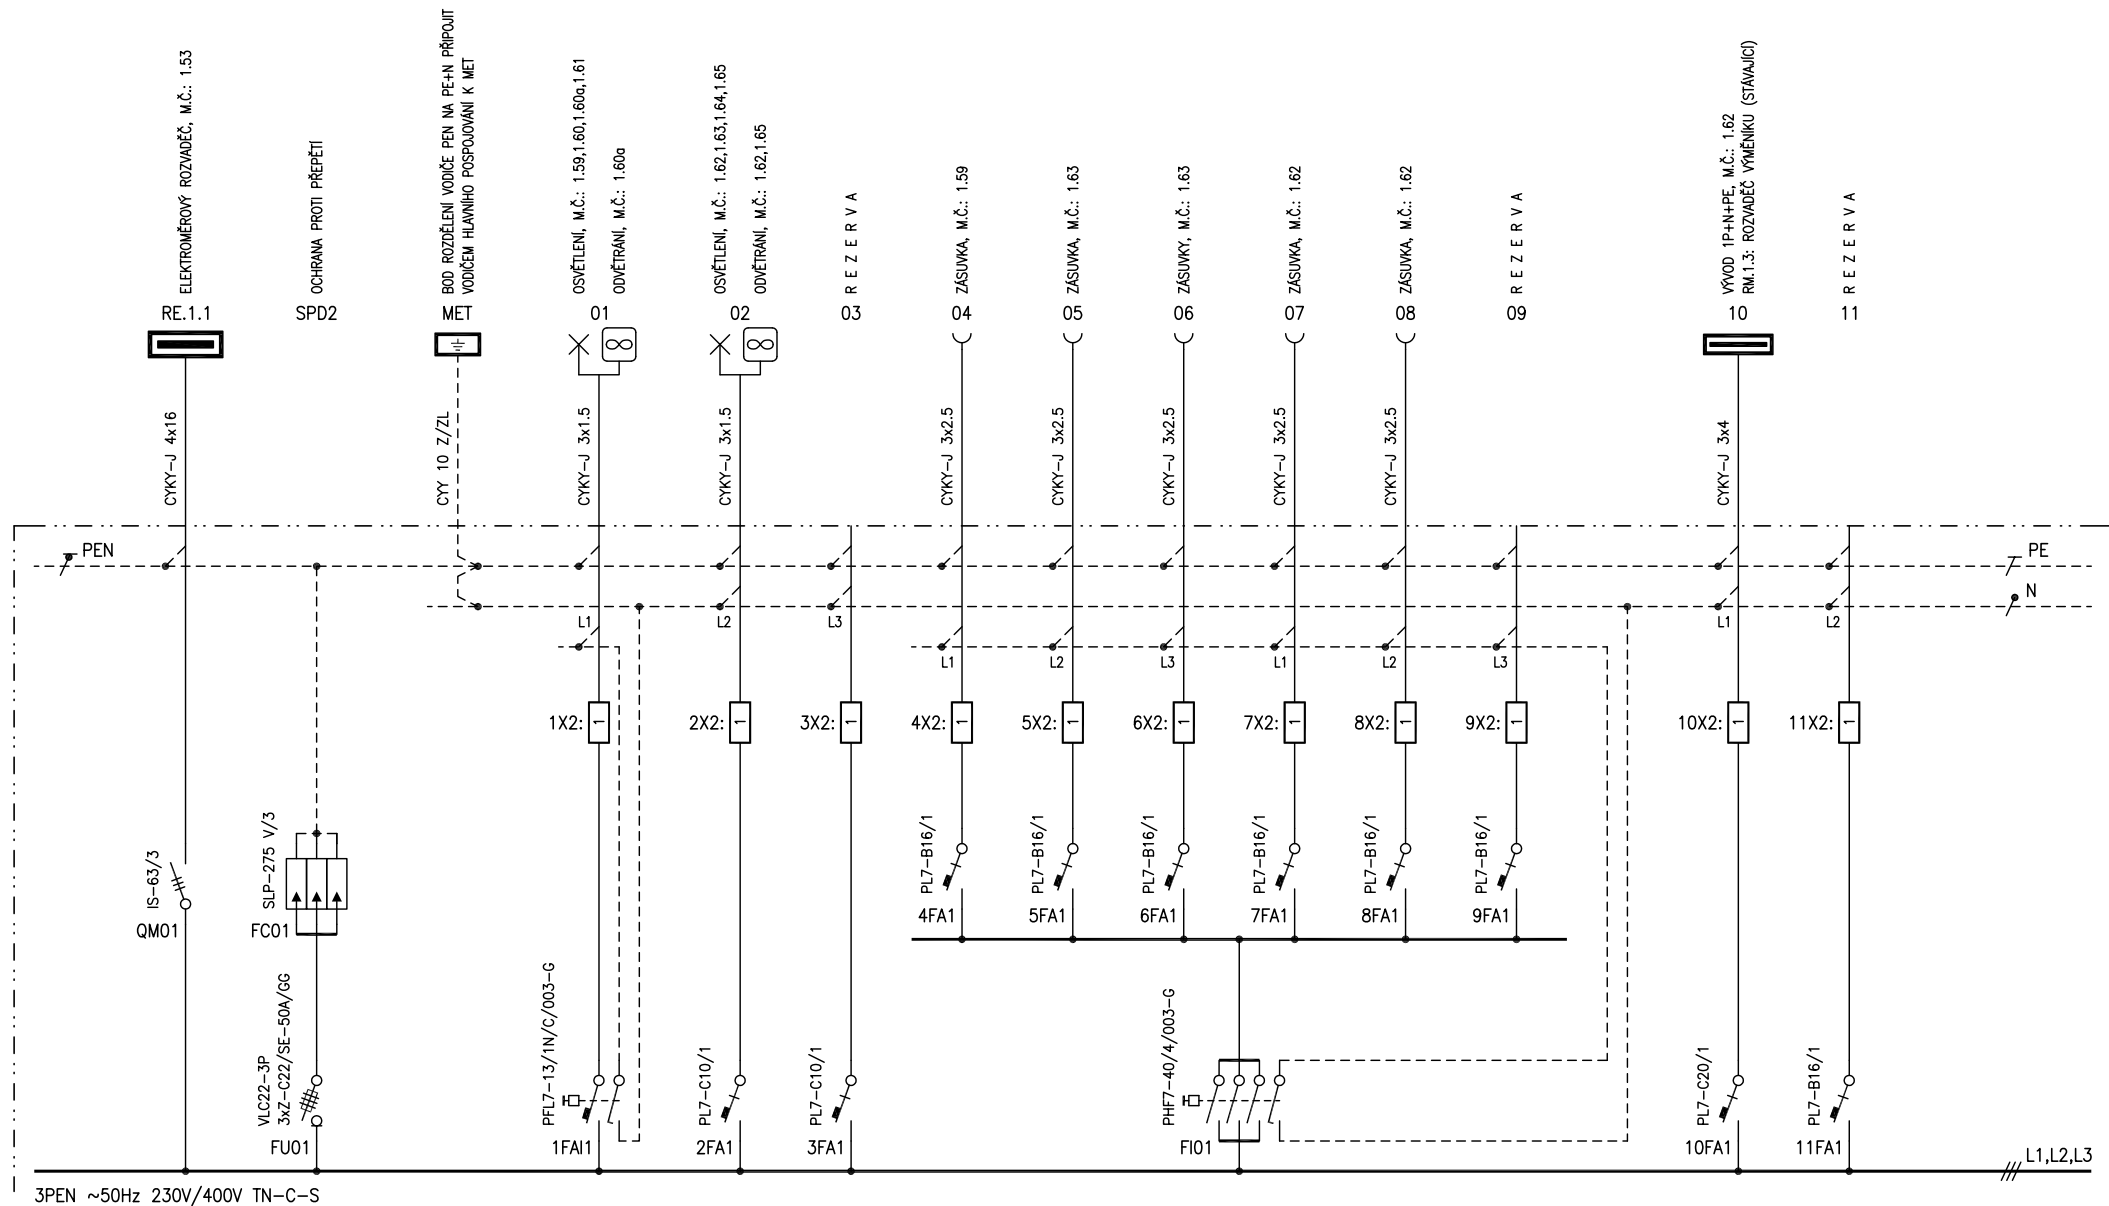 ELEKTROMĚROVÝ ROZVADĚČ, M.Č.: 1.53
OCHRANA PROTI PŘEPĚTÍ
BOD ROZDĚLENÍ VODIČE PEN NA PE+N PŘIPOJIT
VODIČEM HLAVNÍHO POSPOJOVÁNÍ K MET
OSVĚTLENÍ, M.Č.: 1.59,1.60,1.60a,1.61
ODVĚTRÁNÍ, M.Č.: 1.60a
OSVĚTLENÍ, M.Č.: 1.62,1.63,1.64,1.65
ODVĚTRÁNÍ, M.Č.: 1.62,1.65
R E Z E R V A
ZÁSUVKA, M.Č.: 1.59
ZÁSUVKA, M.Č.: 1.63
ZÁSUVKY, M.Č.: 1.63
ZÁSUVKA, M.Č.: 1.62
ZÁSUVKA, M.Č.: 1.62
R E Z E R V A
VÝVOD 1P+N+PE, M.Č.: 1.62
RM.1.3: ROZVADĚČ VÝMĚNÍKU (STÁVAJÍCÍ)
R E Z E R V A
RE.1.1
SPD2
MET
01
02
03
04
05
06
07
08
09
10
11
CYKY-J 4x16
CYY 10 Z/ZL
CYKY-J 3x1.5
CYKY-J 3x1.5
CYKY-J 3x2.5
CYKY-J 3x2.5
CYKY-J 3x2.5
CYKY-J 3x2.5
CYKY-J 3x2.5
CYKY-J 3x4
PEN
PE
N
L1
L2
L3
L1
L2
L3
L1
L2
L3
L1
L2
1X2: 1
2X2: 1
3X2: 1
4X2: 1
5X2: 1
6X2: 1
7X2: 1
8X2: 1
9X2: 1
10X2: 1
11X2: 1
IS-63/3
QM01
SLP-275 V/3
FC01
PL7-B16/1
4FA1
PL7-B16/1
5FA1
PL7-B16/1
6FA1
PL7-B16/1
7FA1
PL7-B16/1
8FA1
PL7-B16/1
9FA1
VLC22-3P
3xZ-C22/SE-50A/GG
FU01
PFL7-13/1N/C/003-G
1FAI1
PL7-C10/1
2FA1
PL7-C10/1
3FA1
PHF7-40/4/003-G
FI01
PL7-C20/1
10FA1
PL7-B16/1
11FA1
L1,L2,L3
3PEN ~50Hz 230V/400V TN-C-S